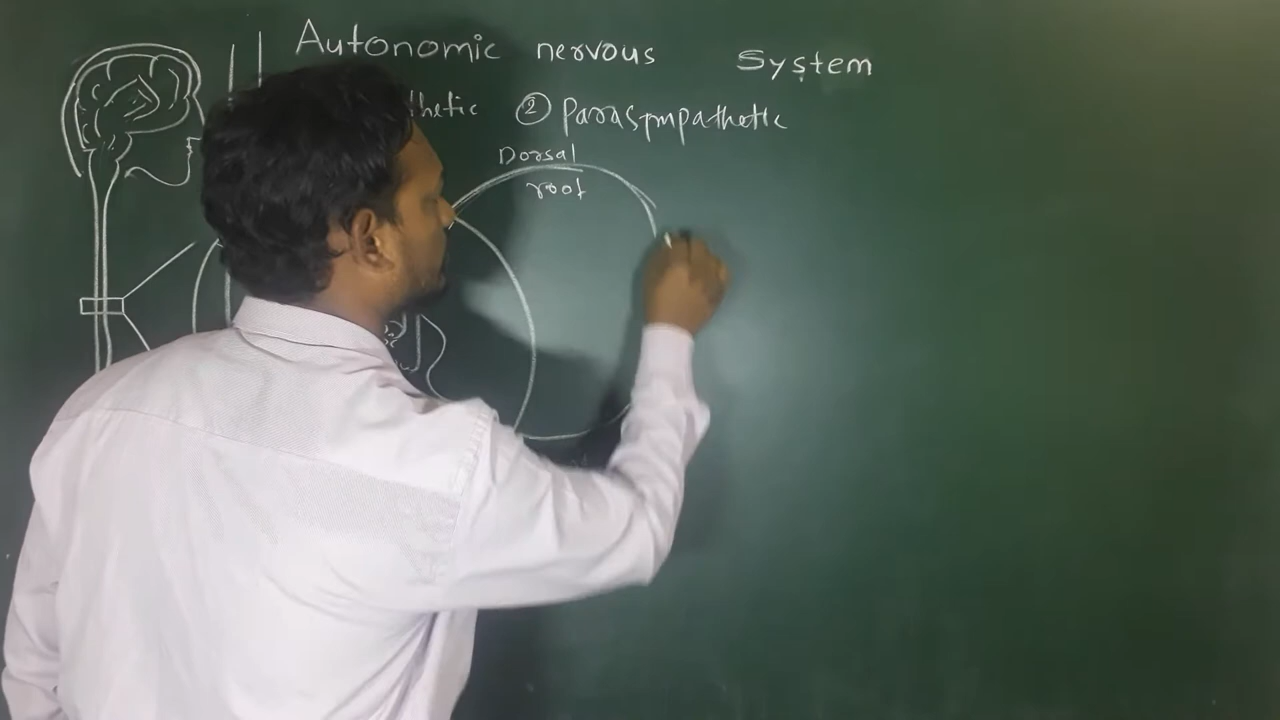 Autonomic nervous System
thetic ② Parasympathetic
Dorsal
root